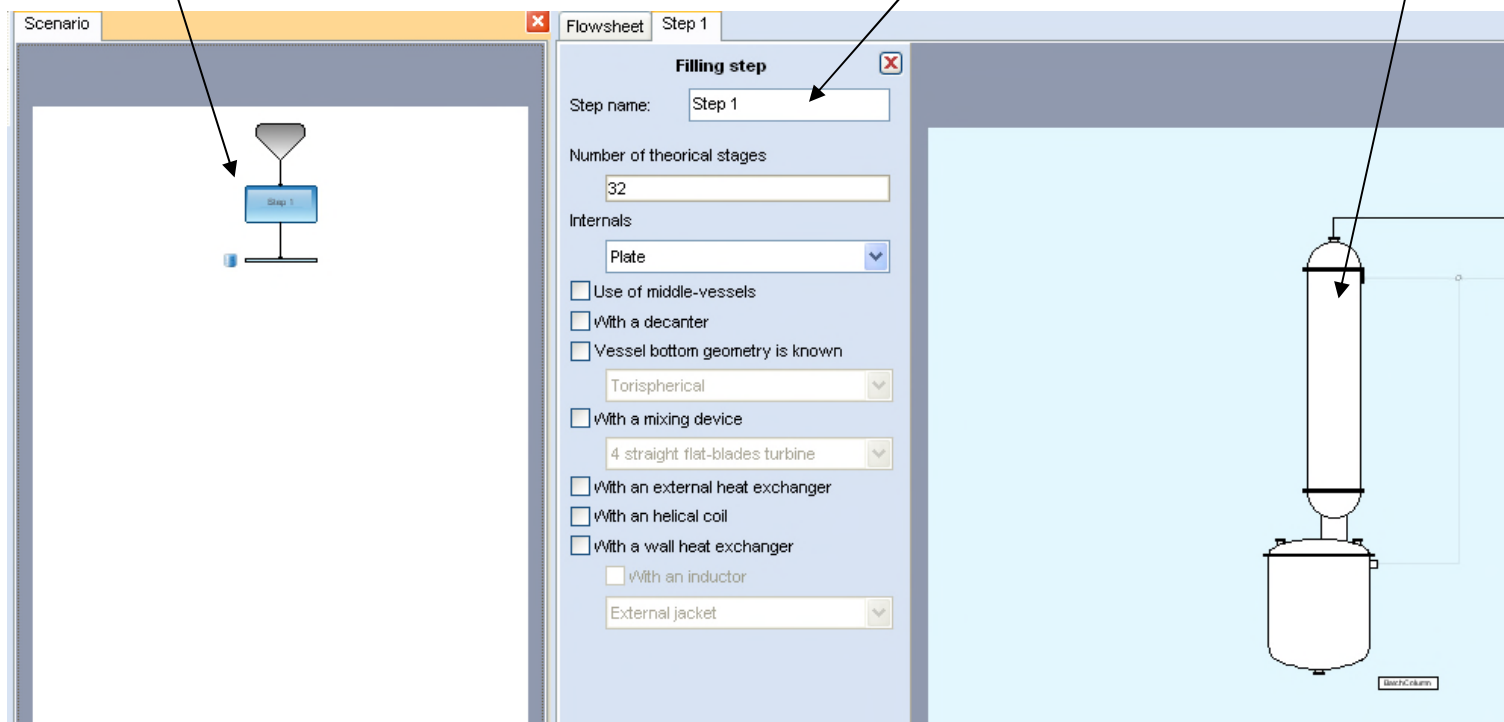 Scenario
Flowsheet
Step 1
Filling step
Step name:
Step 1
Number of theorical stages
32
Internals
Plate
Use of middle-vessels
With a decanter
Vessel bottom geometry is known
Torispherical
With a mixing device
4 straight flat-blades turbine
With an external heat exchanger
With an helical coil
With a wall heat exchanger
With an inductor
External jacket
Step 1
BatchColumn